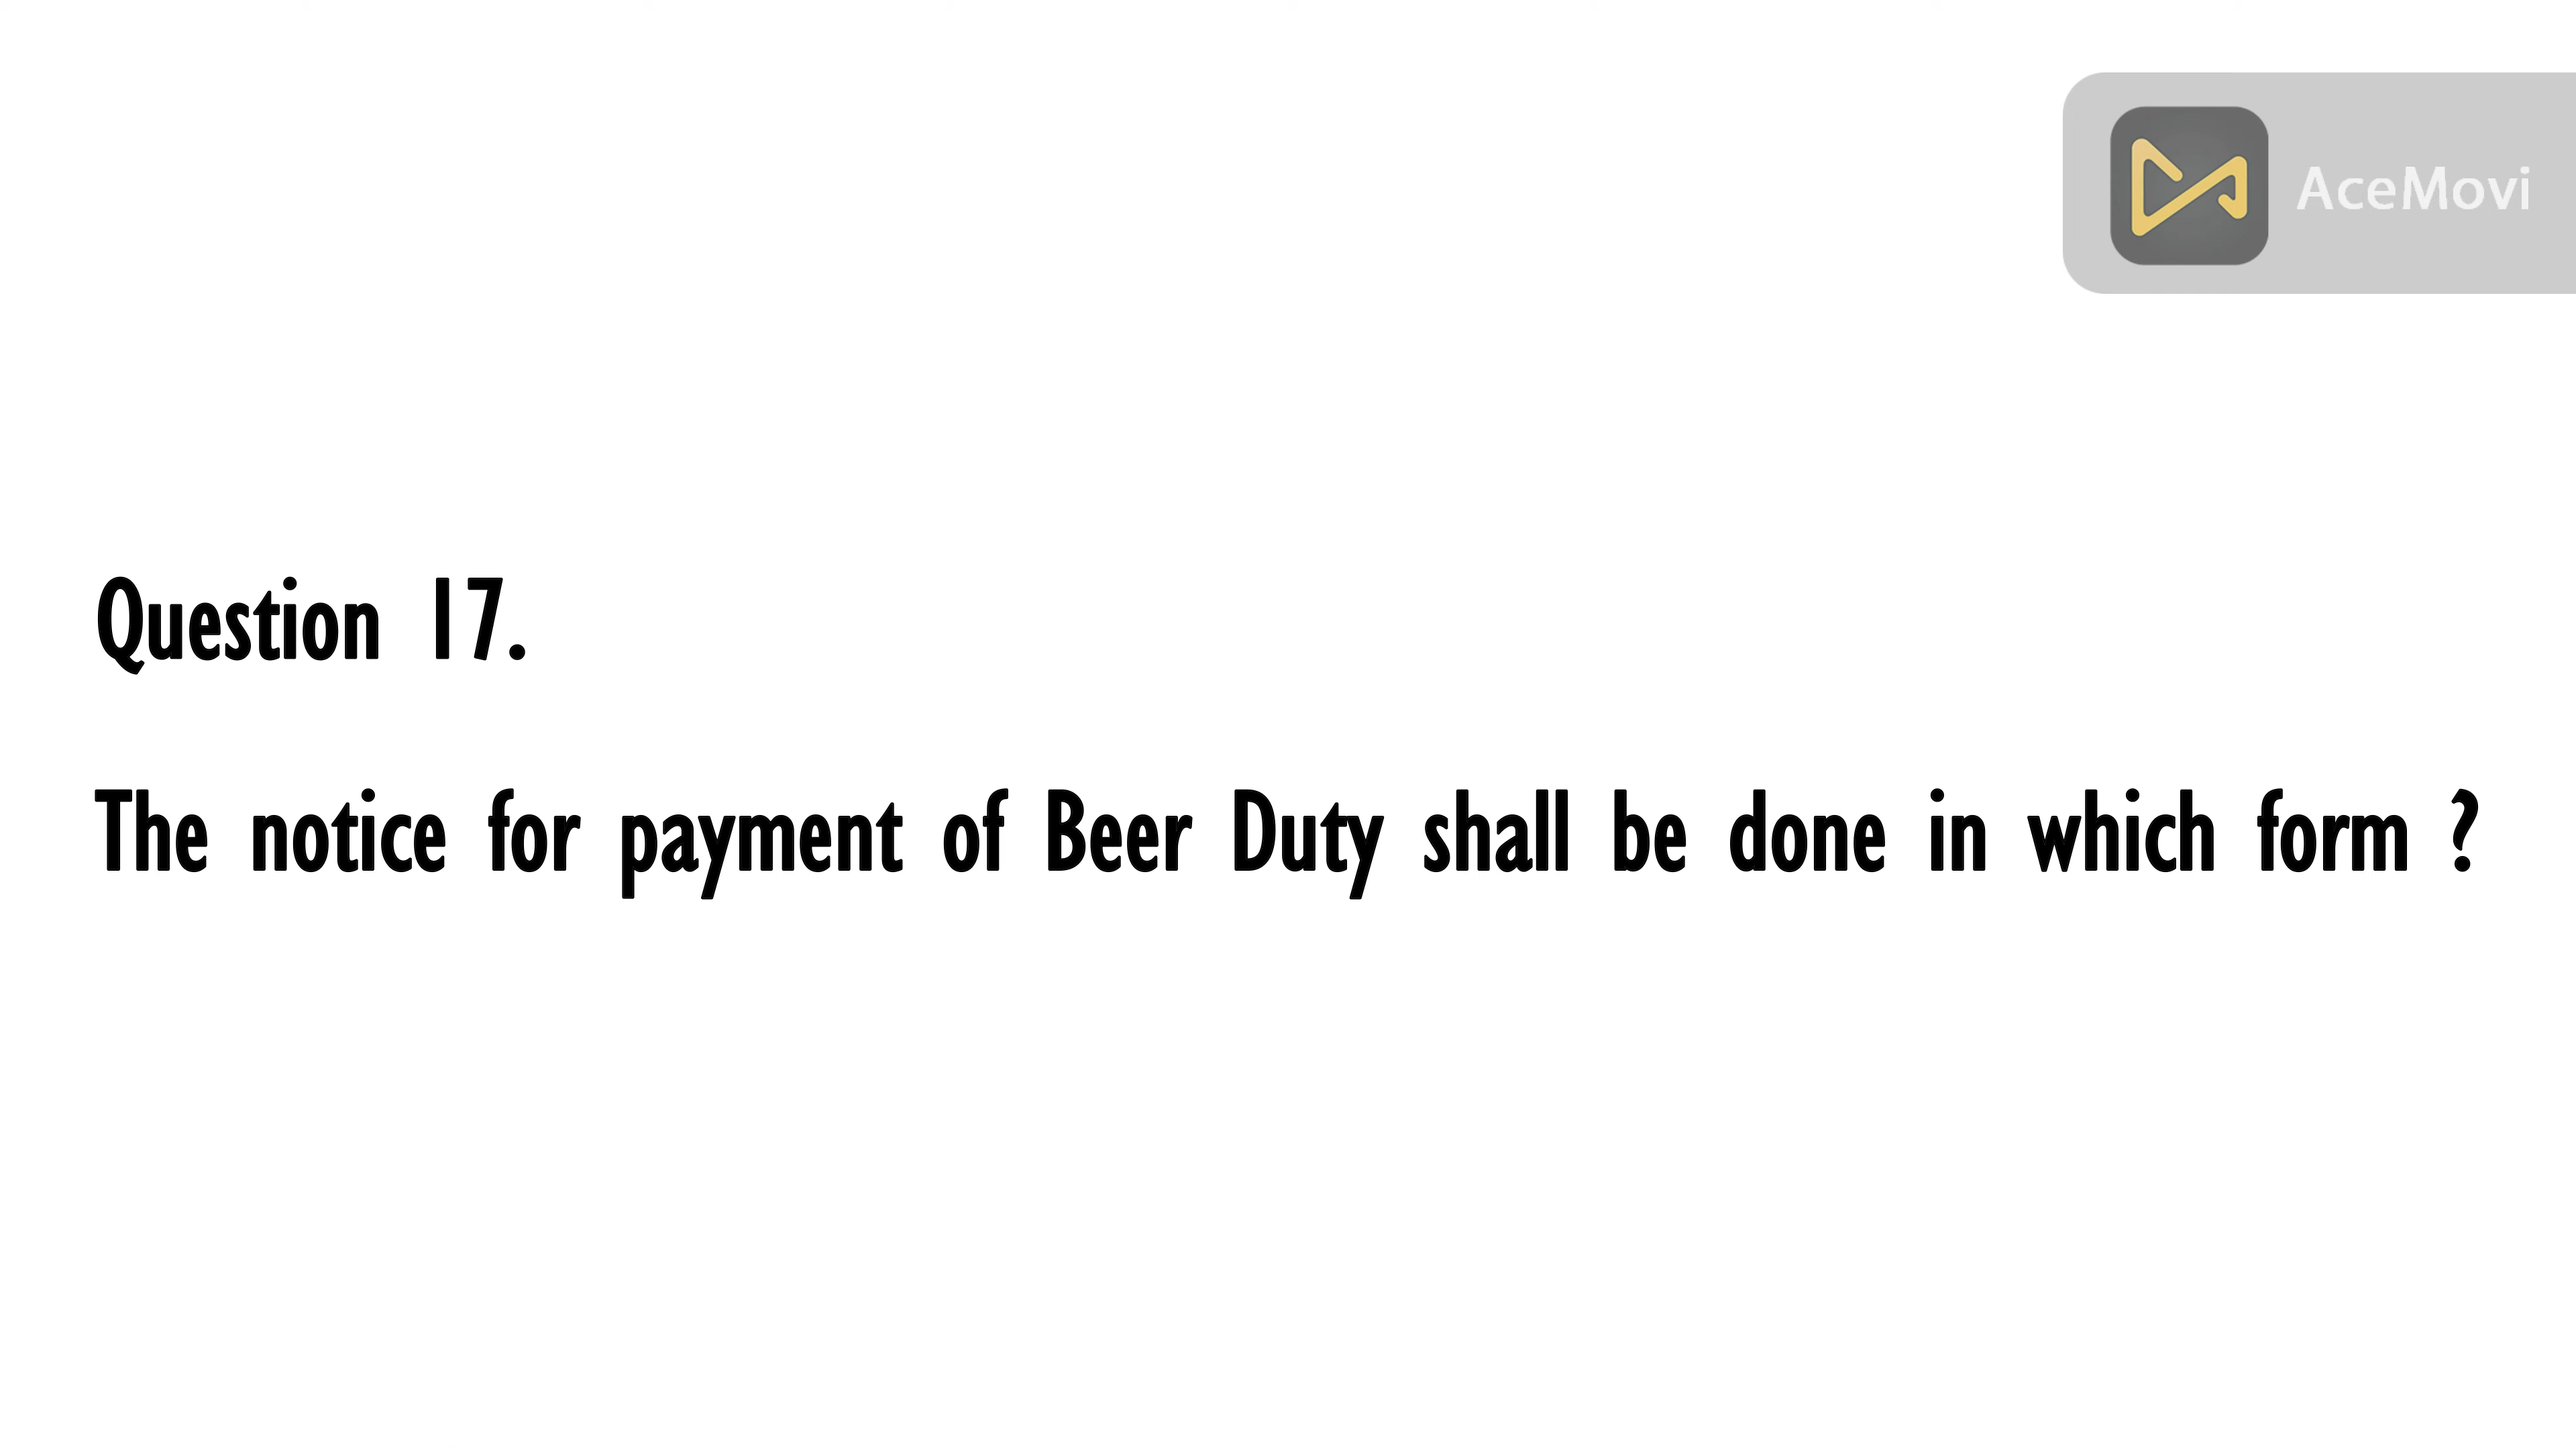 AceMovi
Question 17.
The notice for payment of Beer Duty shall be done in which form ?